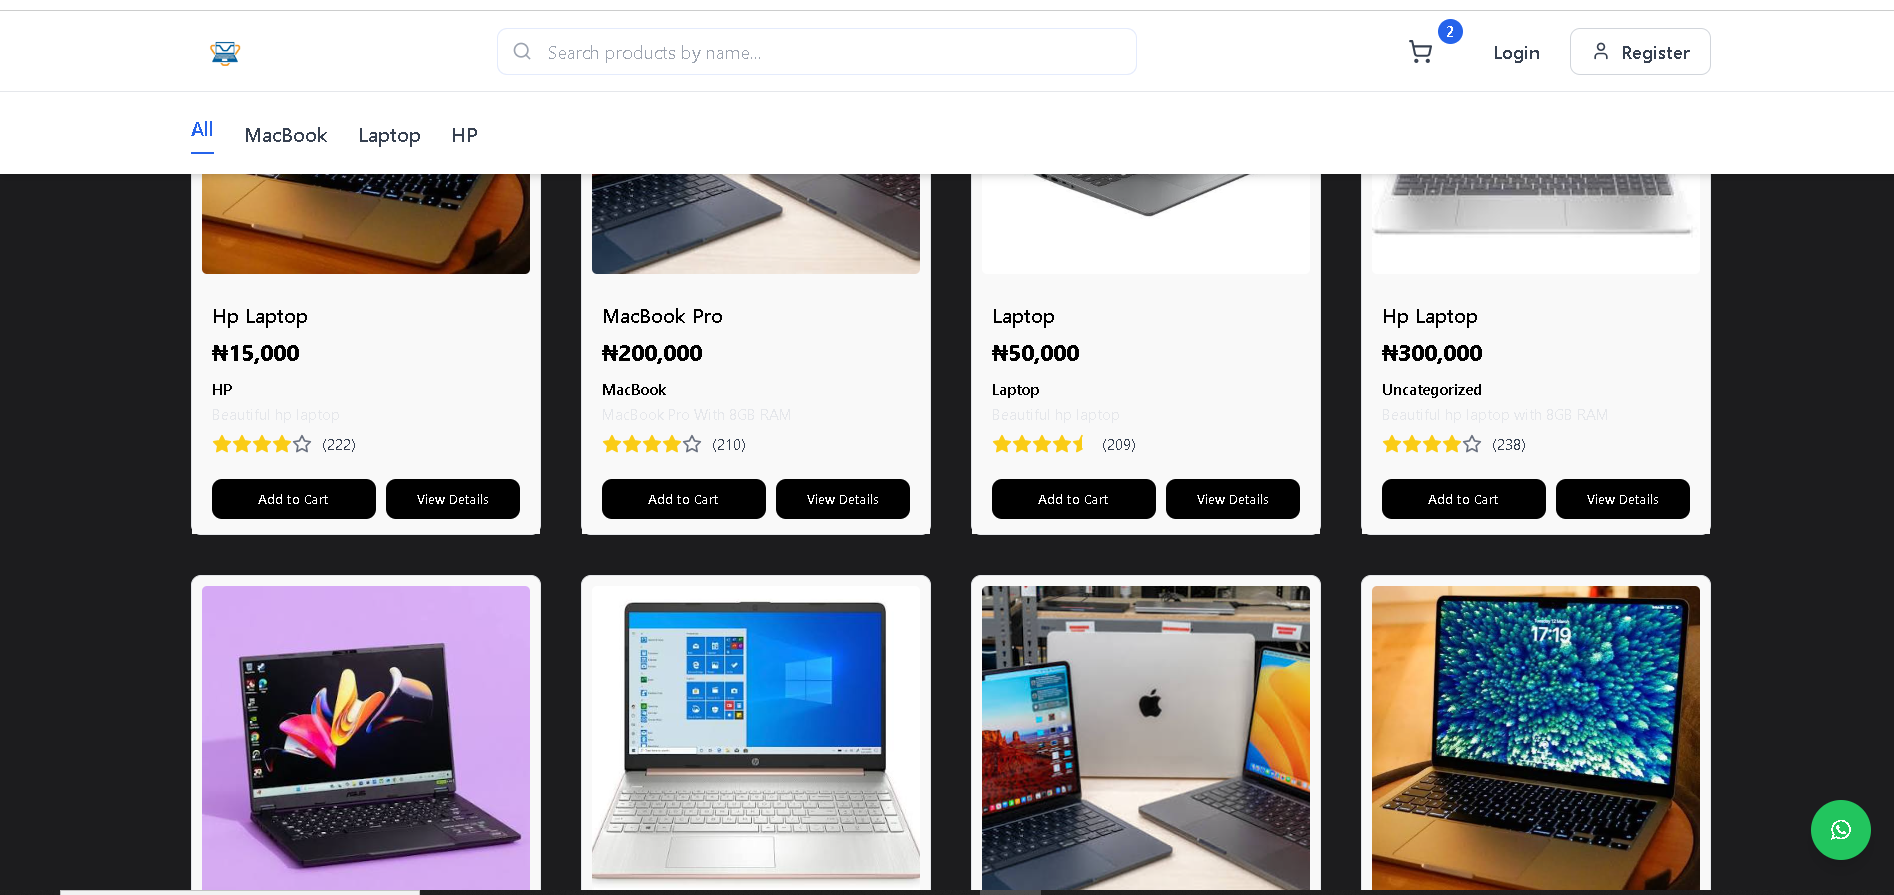 Search products by name...
2
Login
Register
All
MacBook
Laptop
HP
Hp Laptop
₦15,000
HP
Beautiful hp laptop
(222)
Add to Cart
View Details
MacBook Pro
₦200,000
MacBook
MacBook Pro With 8GB RAM
(210)
Add to Cart
View Details
Laptop
₦50,000
Laptop
Beautiful hp laptop
(209)
Add to Cart
View Details
Hp Laptop
₦300,000
Uncategorized
Beautiful hp laptop with 8GB RAM
(238)
Add to Cart
View Details
17:19